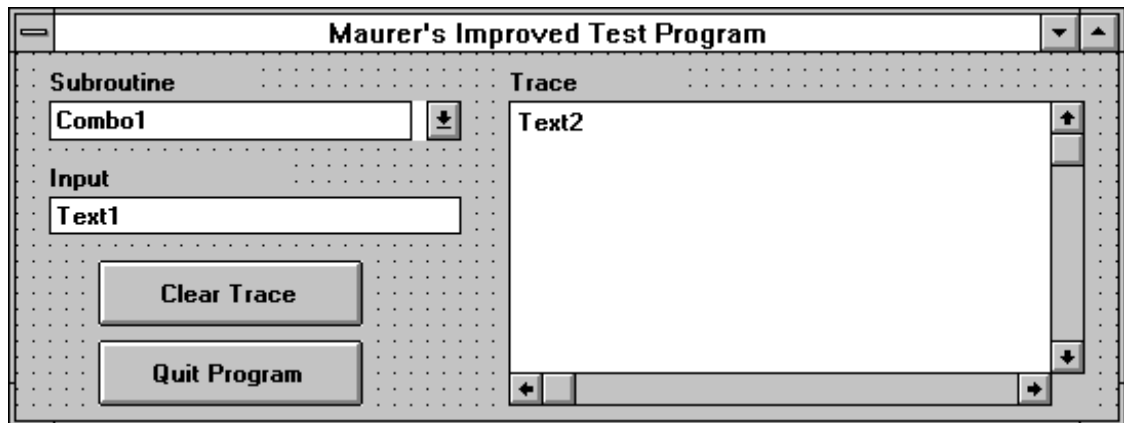 Maurer's Improved Test Program
Subroutine
Combo1
Input
Text1
Clear Trace
Quit Program
Trace
Text2